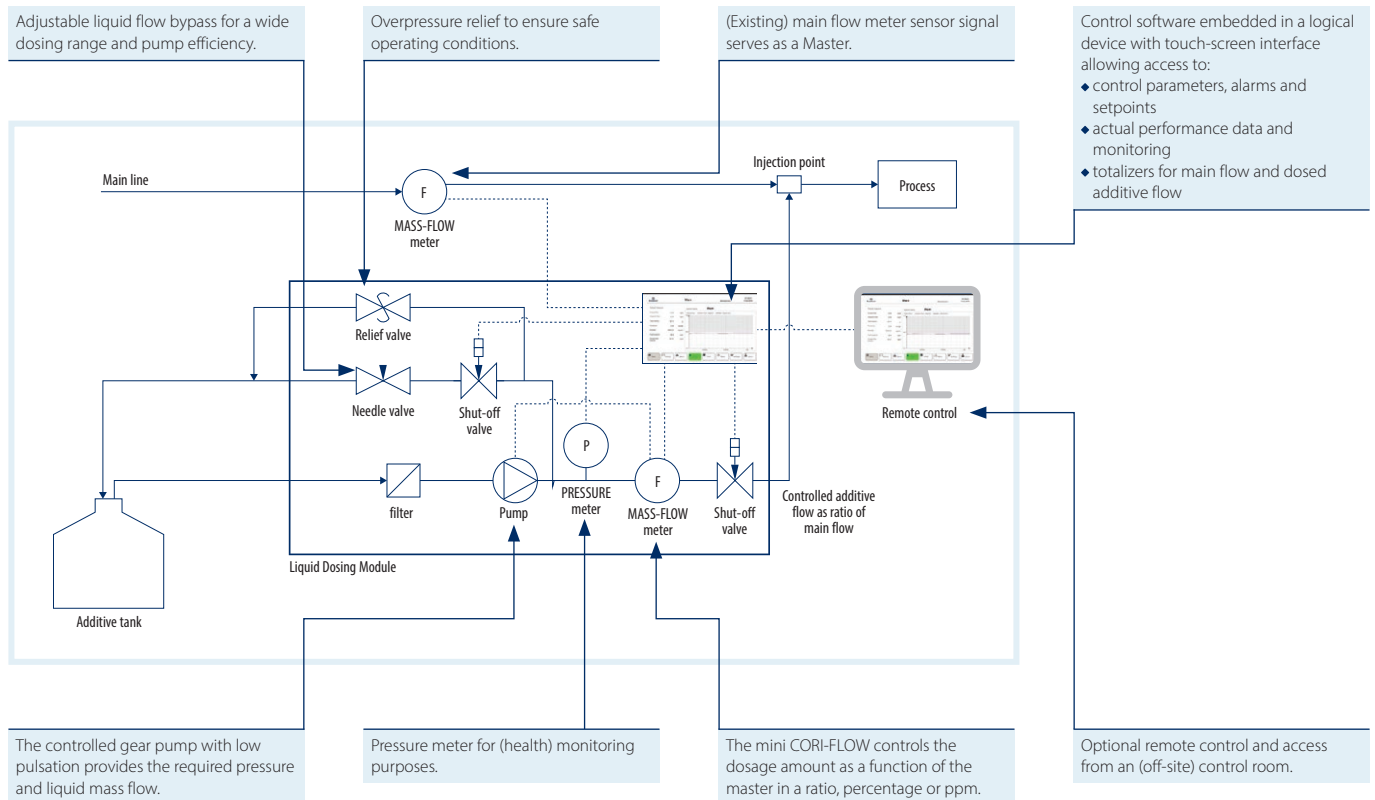 Adjustable liquid flow bypass for a wide
dosing range and pump efficiency.
Overpressure relief to ensure safe
operating conditions.
(Existing) main flow meter sensor signal
serves as a Master.
Control software embedded in a logical
device with touch-screen interface
allowing access to:
◆ control parameters, alarms and
setpoints
◆ actual performance data and
monitoring
◆ totalizers for main flow and dosed
additive flow
Main line
F
MASS-FLOW
meter
Injection point
Process
Relief valve
Needle valve
Shut-off
valve
Remote control
filter
Pump
P
PRESSURE
meter
F
MASS-FLOW
meter
Shut-off
valve
Controlled additive
flow as ratio of
main flow
Liquid Dosing Module
Additive tank
The controlled gear pump with low
pulsation provides the required pressure
and liquid mass flow.
Pressure meter for (health) monitoring
purposes.
The mini CORI-FLOW controls the
dosage amount as a function of the
master in a ratio, percentage or ppm.
Optional remote control and access
from an (off-site) control room.